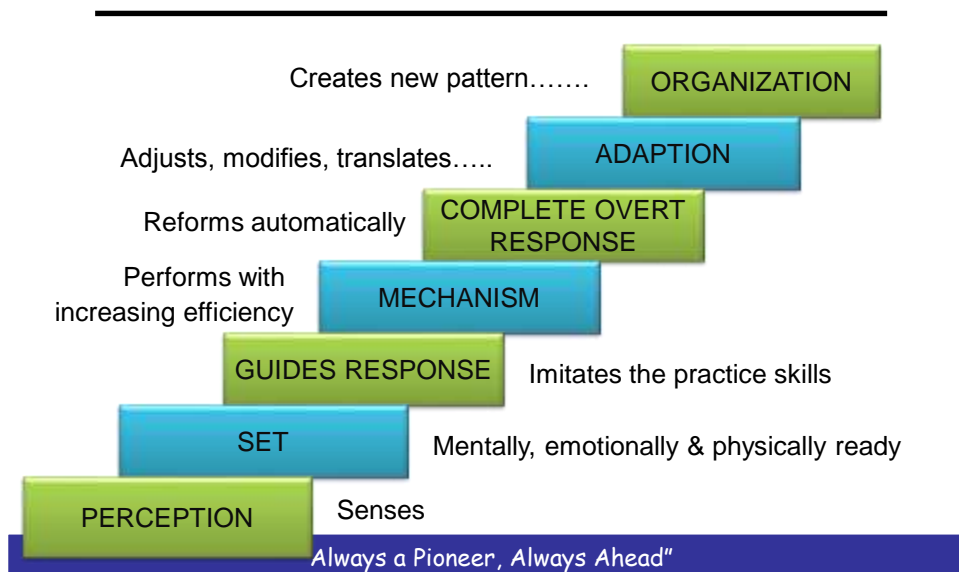 Creates new pattern…….
ORGANIZATION
Adjusts, modifies, translates…..
ADAPTION
Reforms automatically
COMPLETE OVERT
RESPONSE
Performs with
increasing efficiency
MECHANISM
GUIDES RESPONSE
Imitates the practice skills
SET
Mentally, emotionally & physically ready
PERCEPTION
Senses
Always a Pioneer, Always Ahead”